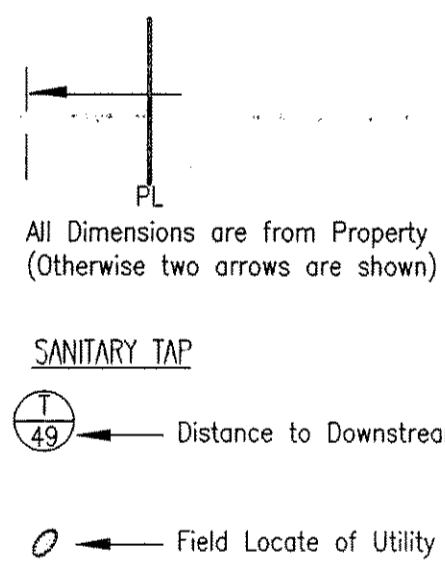 PL
All Dimensions are from Property
(Otherwise two arrows are shown)
SANITARY TAP
T
49
Distance to Downstrea
Field Locate of Utility